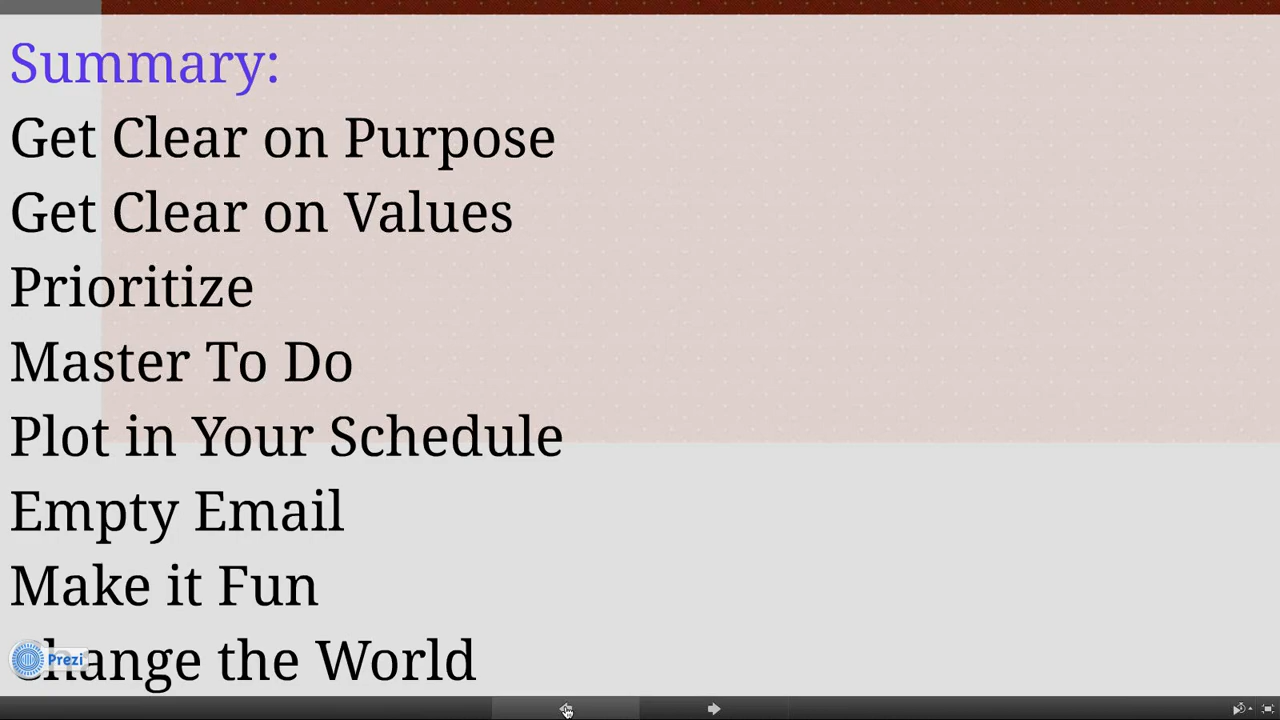 Summary:
Get Clear on Purpose
Get Clear on Values
Prioritize
Master To Do
Plot in Your Schedule
Empty Email
Make it Fun
Change the World
Prezi